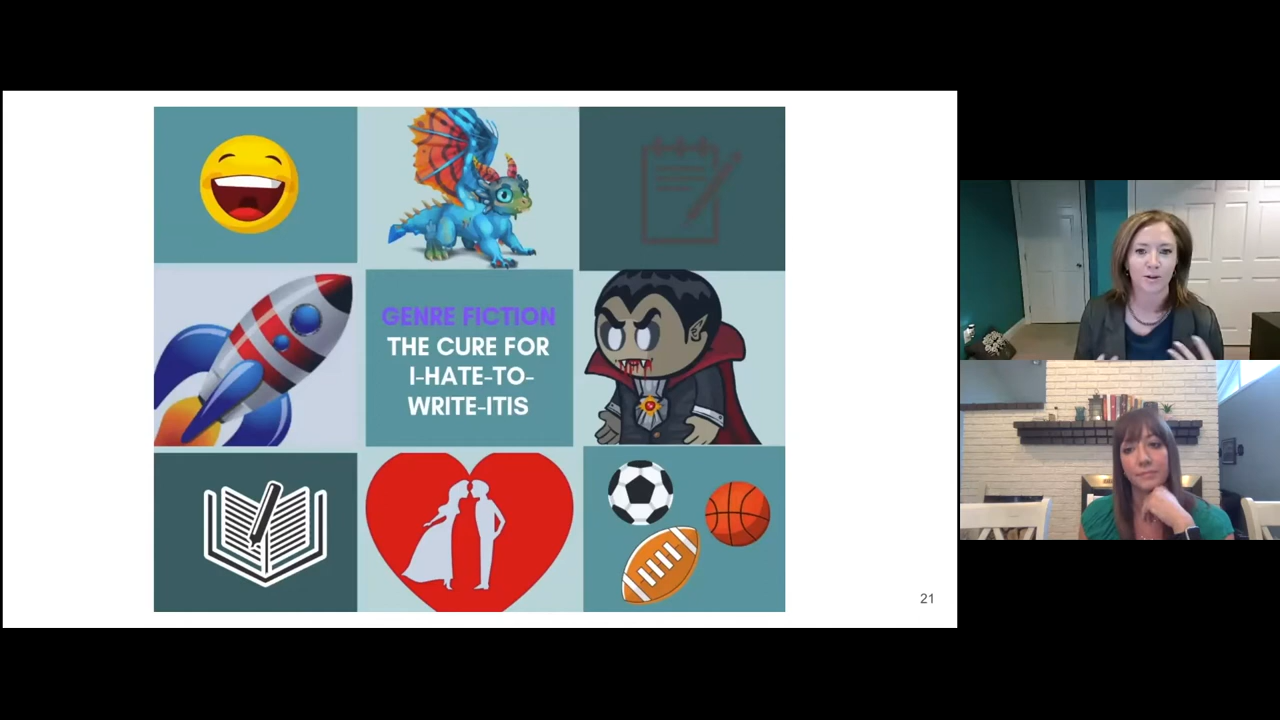 GENRE FICTION
THE CURE FOR
I-HATE-TO-
WRITE-ITIS
21